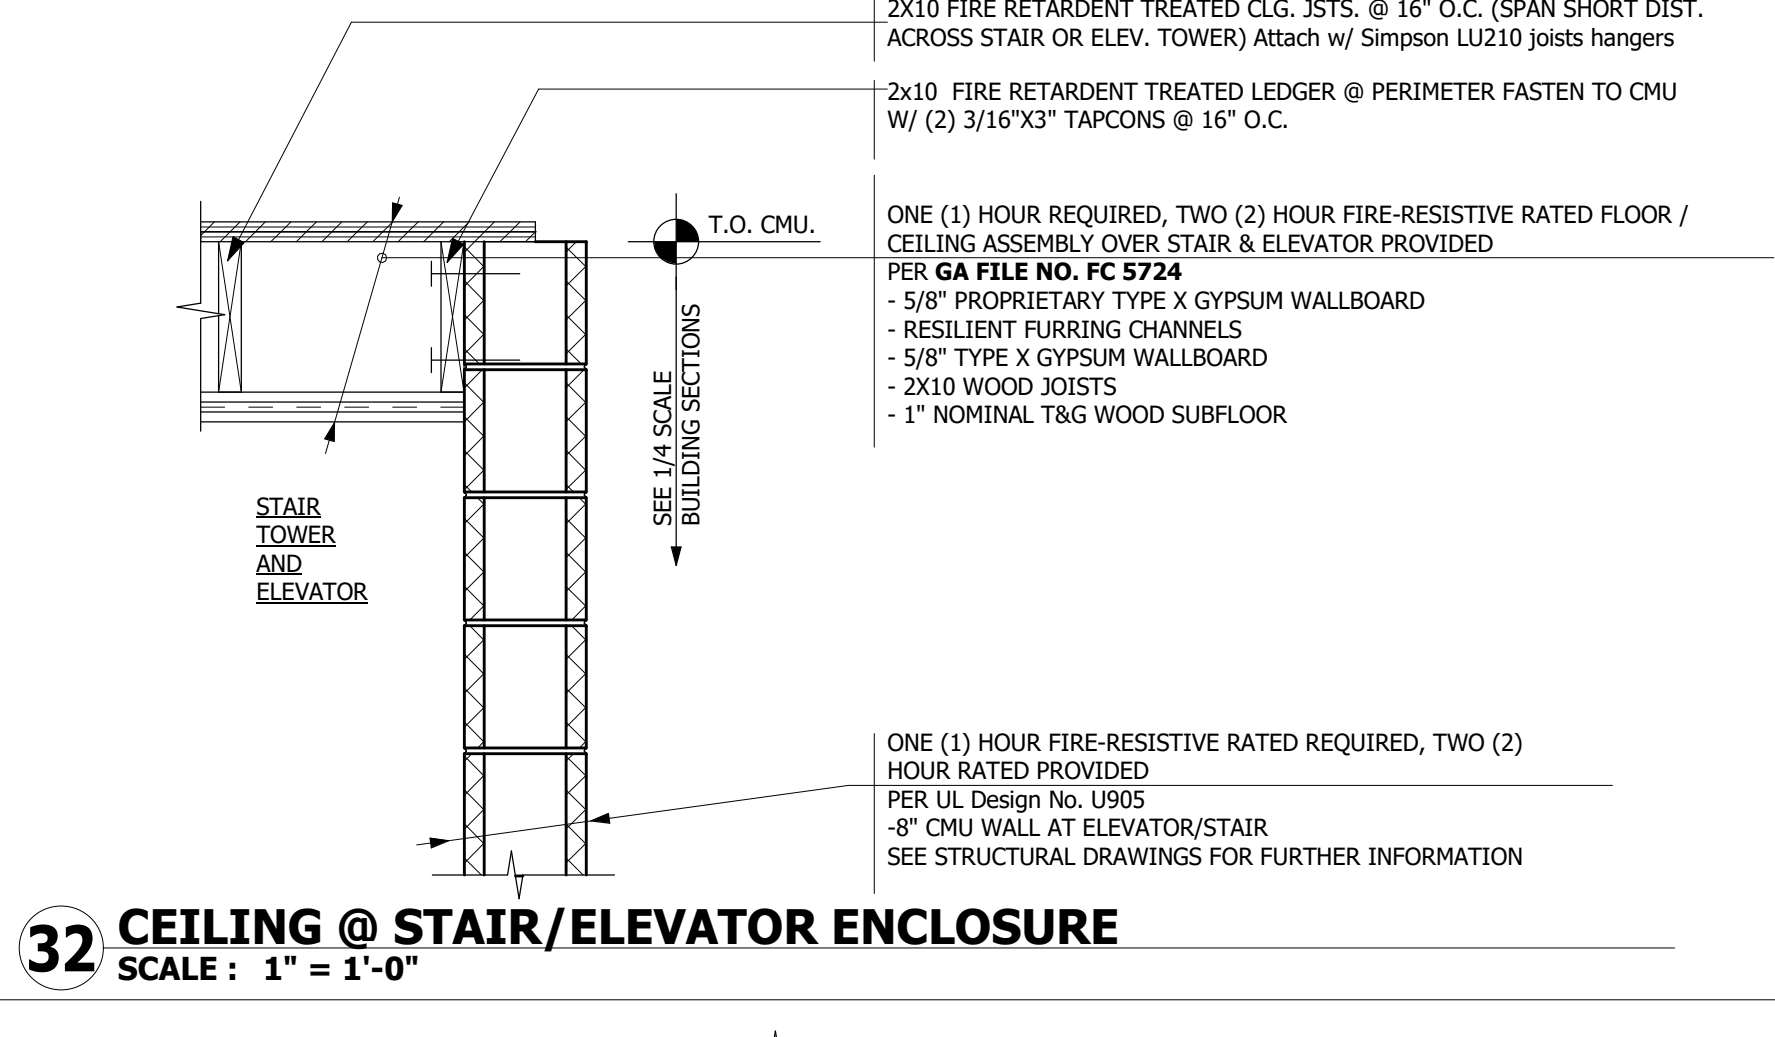 2X10 FIRE RETARDENT TREATED CLG. JSTS. @ 16" O.C. (SPAN SHORT DIST.
ACROSS STAIR OR ELEV. TOWER) Attach w/ Simpson LU210 joists hangers
2x10 FIRE RETARDENT TREATED LEDGER @ PERIMETER FASTEN TO CMU
W/ (2) 3/16"X3" TAPCONS @ 16" O.C.
T.O. CMU.
ONE (1) HOUR REQUIRED, TWO (2) HOUR FIRE-RESISTIVE RATED FLOOR /
CEILING ASSEMBLY OVER STAIR & ELEVATOR PROVIDED
PER GA FILE NO. FC 5724
- 5/8" PROPRIETARY TYPE X GYPSUM WALLBOARD
- RESILIENT FURRING CHANNELS
- 5/8" TYPE X GYPSUM WALLBOARD
- 2X10 WOOD JOISTS
- 1" NOMINAL T&G WOOD SUBFLOOR
SEE 1/4 SCALE
BUILDING SECTIONS
STAIR
TOWER
AND
ELEVATOR
ONE (1) HOUR FIRE-RESISTIVE RATED REQUIRED, TWO (2)
HOUR RATED PROVIDED
PER UL Design No. U905
-8" CMU WALL AT ELEVATOR/STAIR
SEE STRUCTURAL DRAWINGS FOR FURTHER INFORMATION
32
CEILING @ STAIR/ELEVATOR ENCLOSURE
SCALE : 1" = 1'-0"